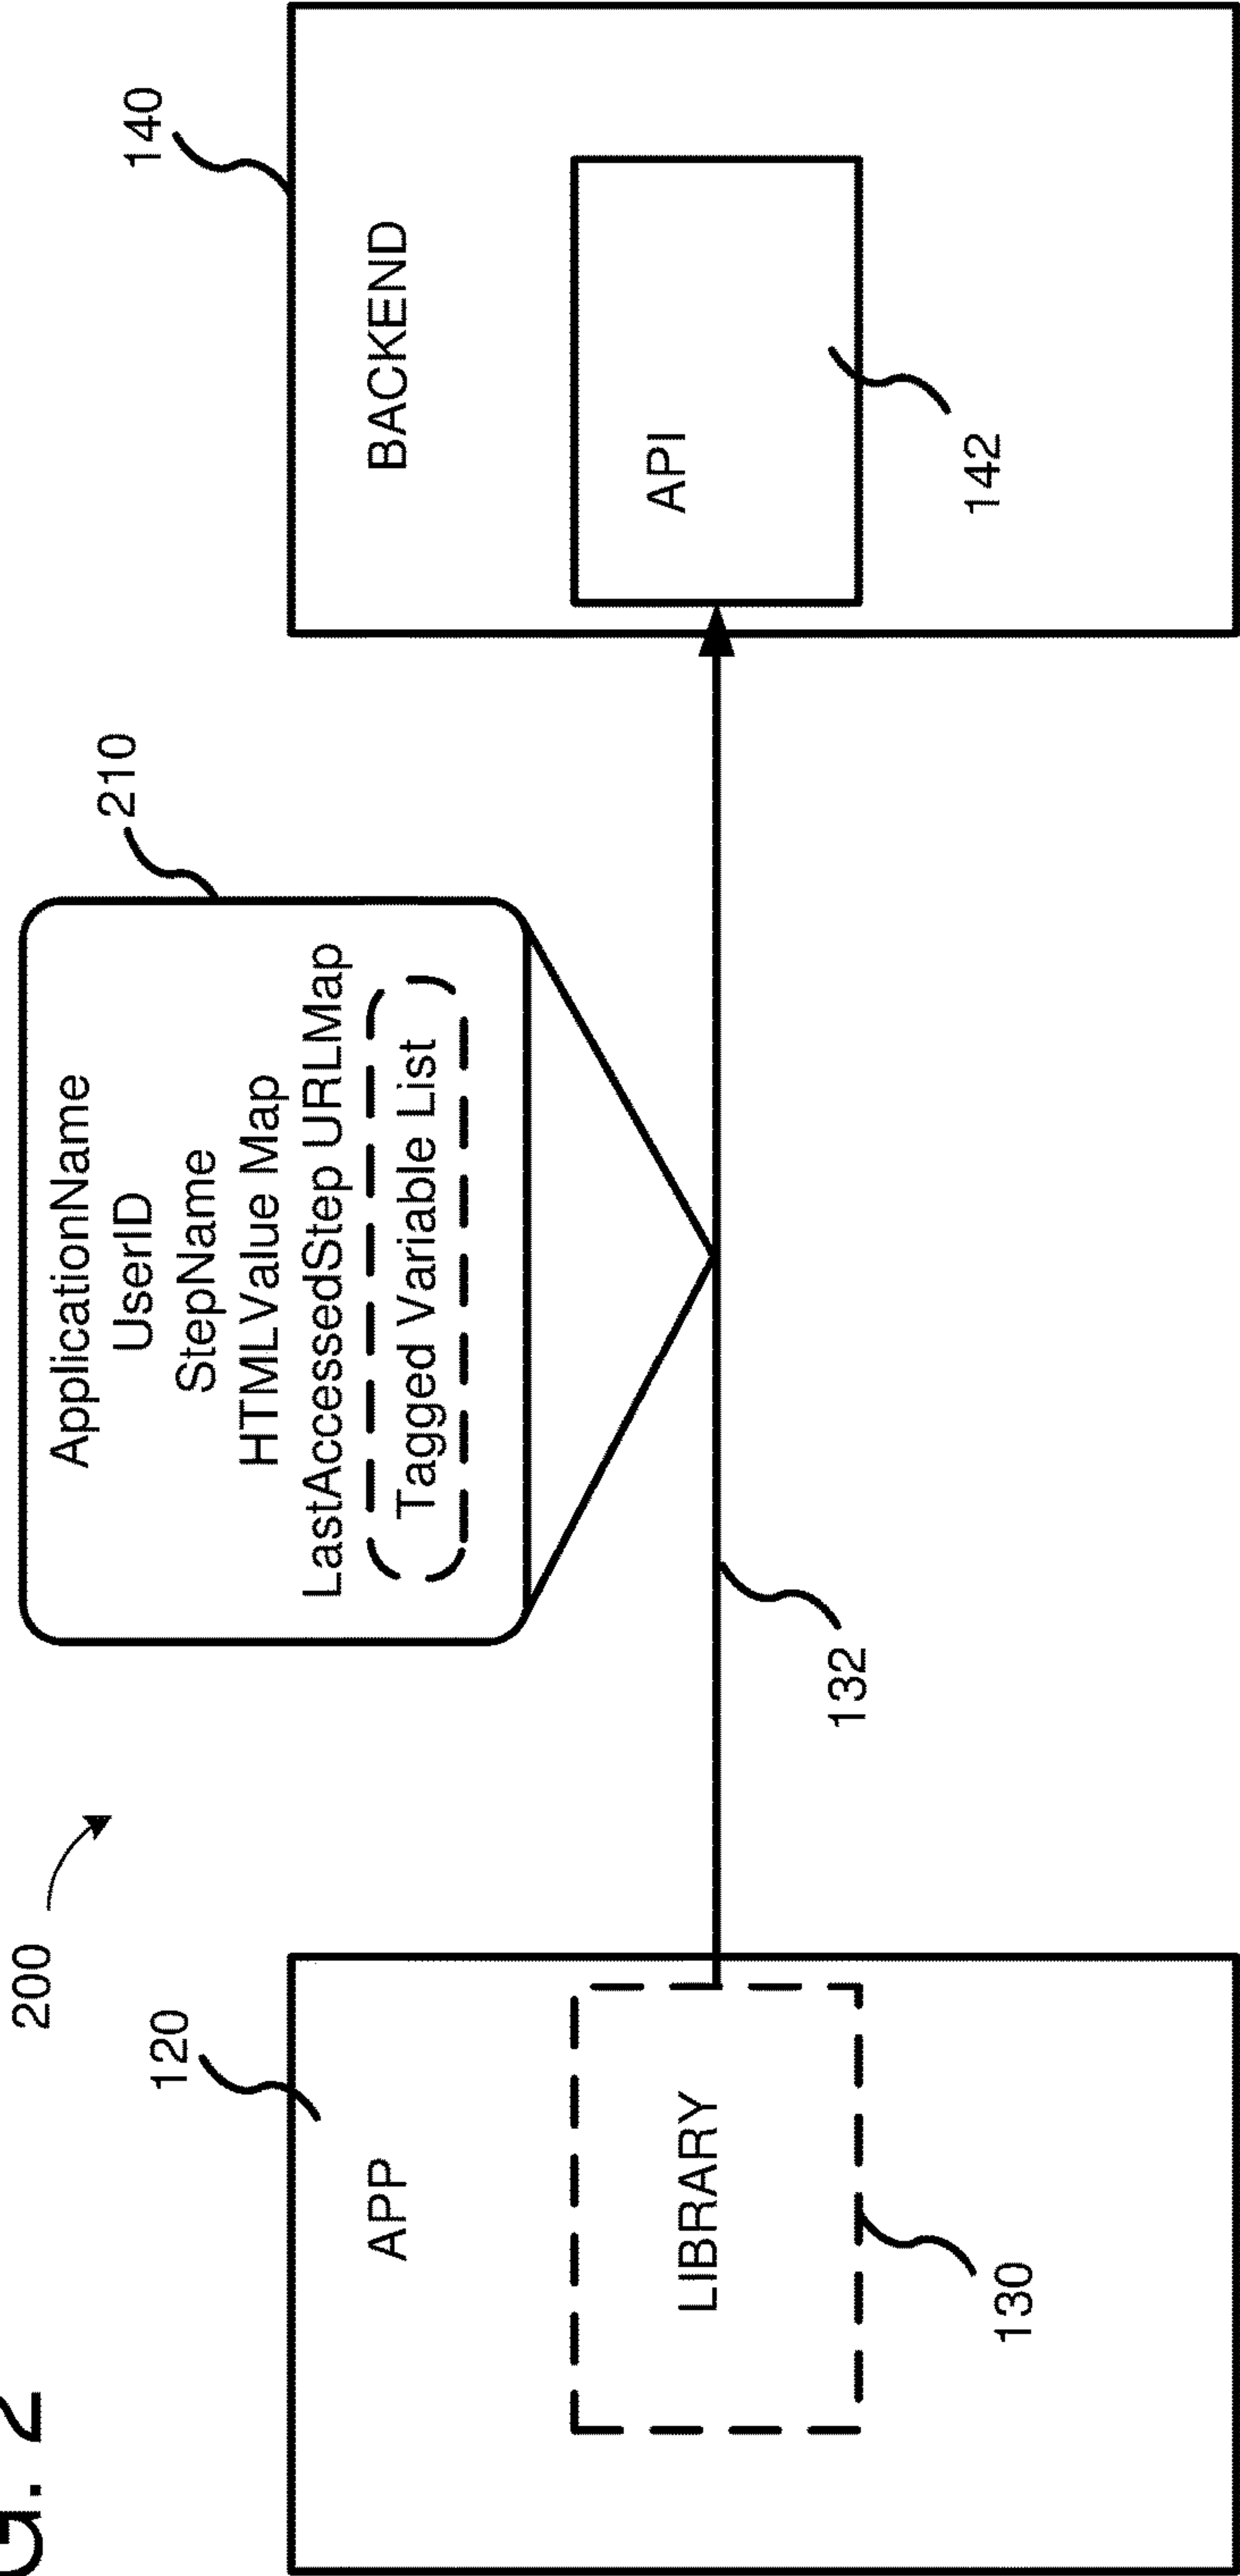 G. 2
200
120
APP
LIBRARY
130
210
ApplicationName
UserID
StepName
HTMLValue Map
LastAccessedStep URLMap
Tagged Variable List
132
140
BACKEND
API
142